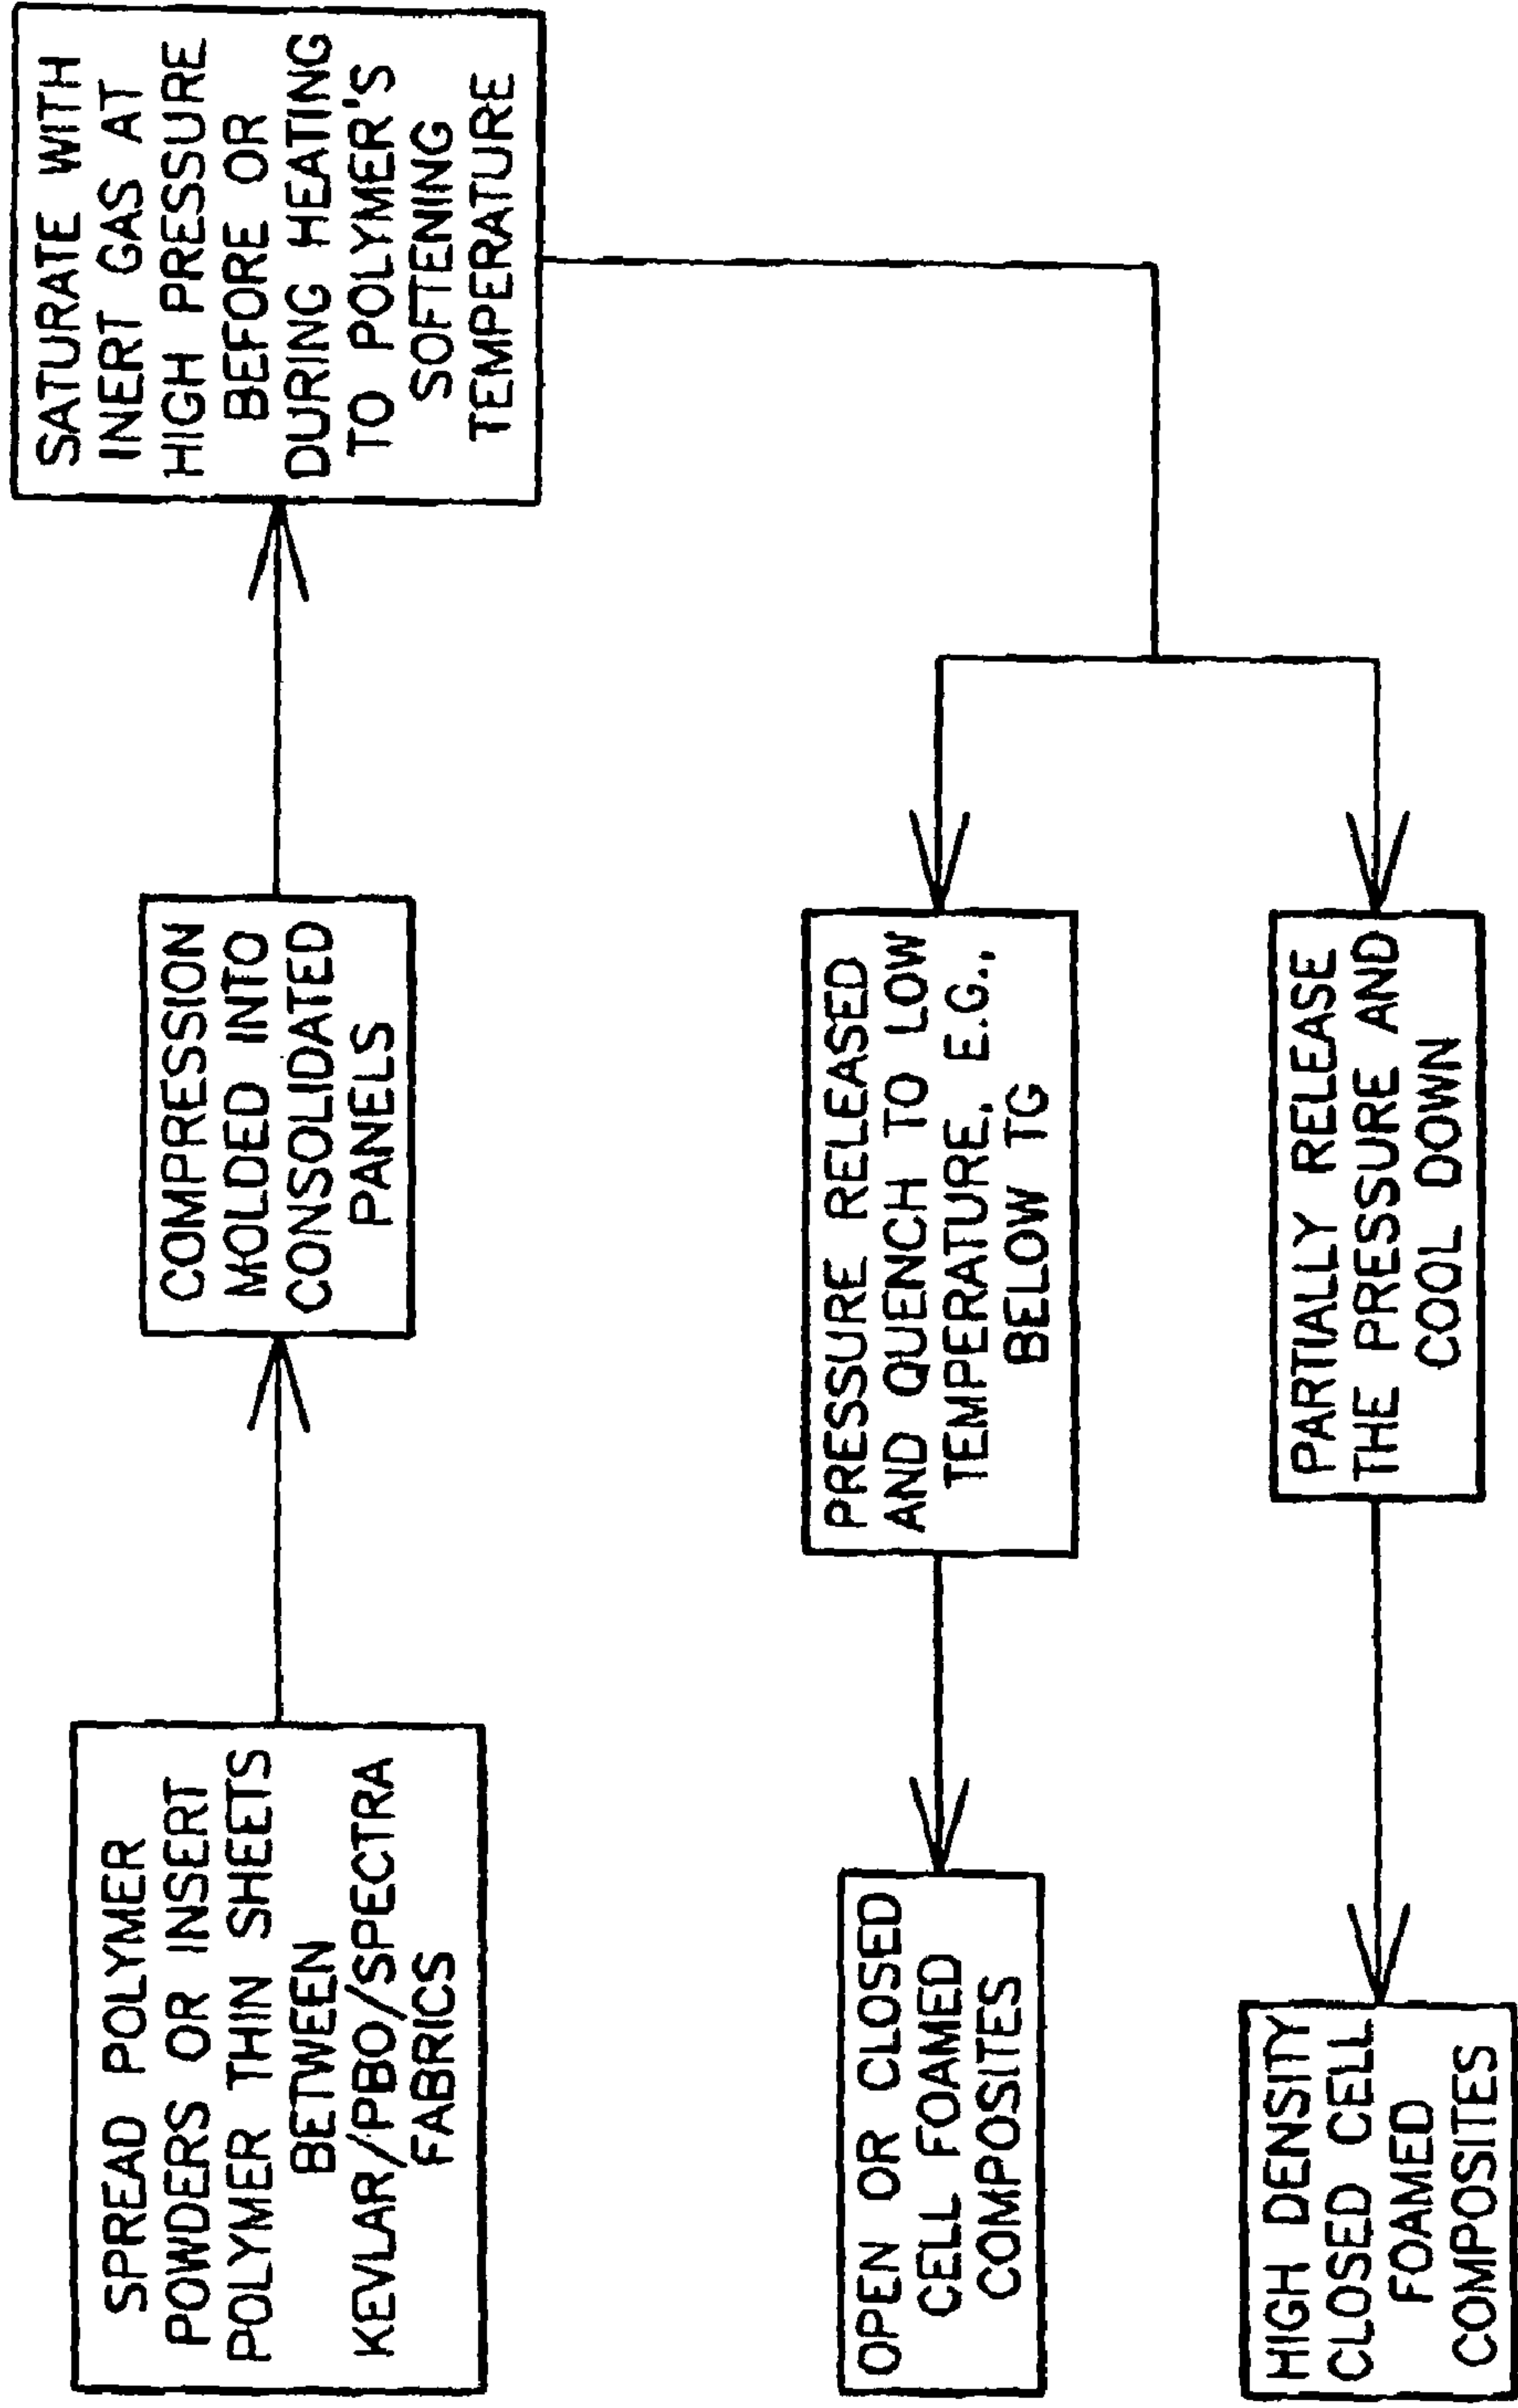 SPREAD POLYMER
POWDERS OR INSERT
POLYMER THIN SHEETS
BETWEEN
KEVLAR/PBO/SPECTRA
FABRICS
COMPRESSION
MOLDED INTO
CONSOLIDATED
PANELS
SATURATE WITH
INERT GAS AT
HIGH PRESSURE
BEFORE OR
DURING HEATING
TO POLYMER'S
SOFTENING
TEMPERATURE
PRESSURE RELEASED
AND QUENCH TO LOW
TEMPERATURE, E.G.,
BELOW TG
OPEN OR CLOSED
CELL FOAMED
COMPOSITES
PARTIALLY RELEASE
THE PRESSURE AND
COOL DOWN
HIGH DENSITY
CLOSED CELL
FOAMED
COMPOSITES